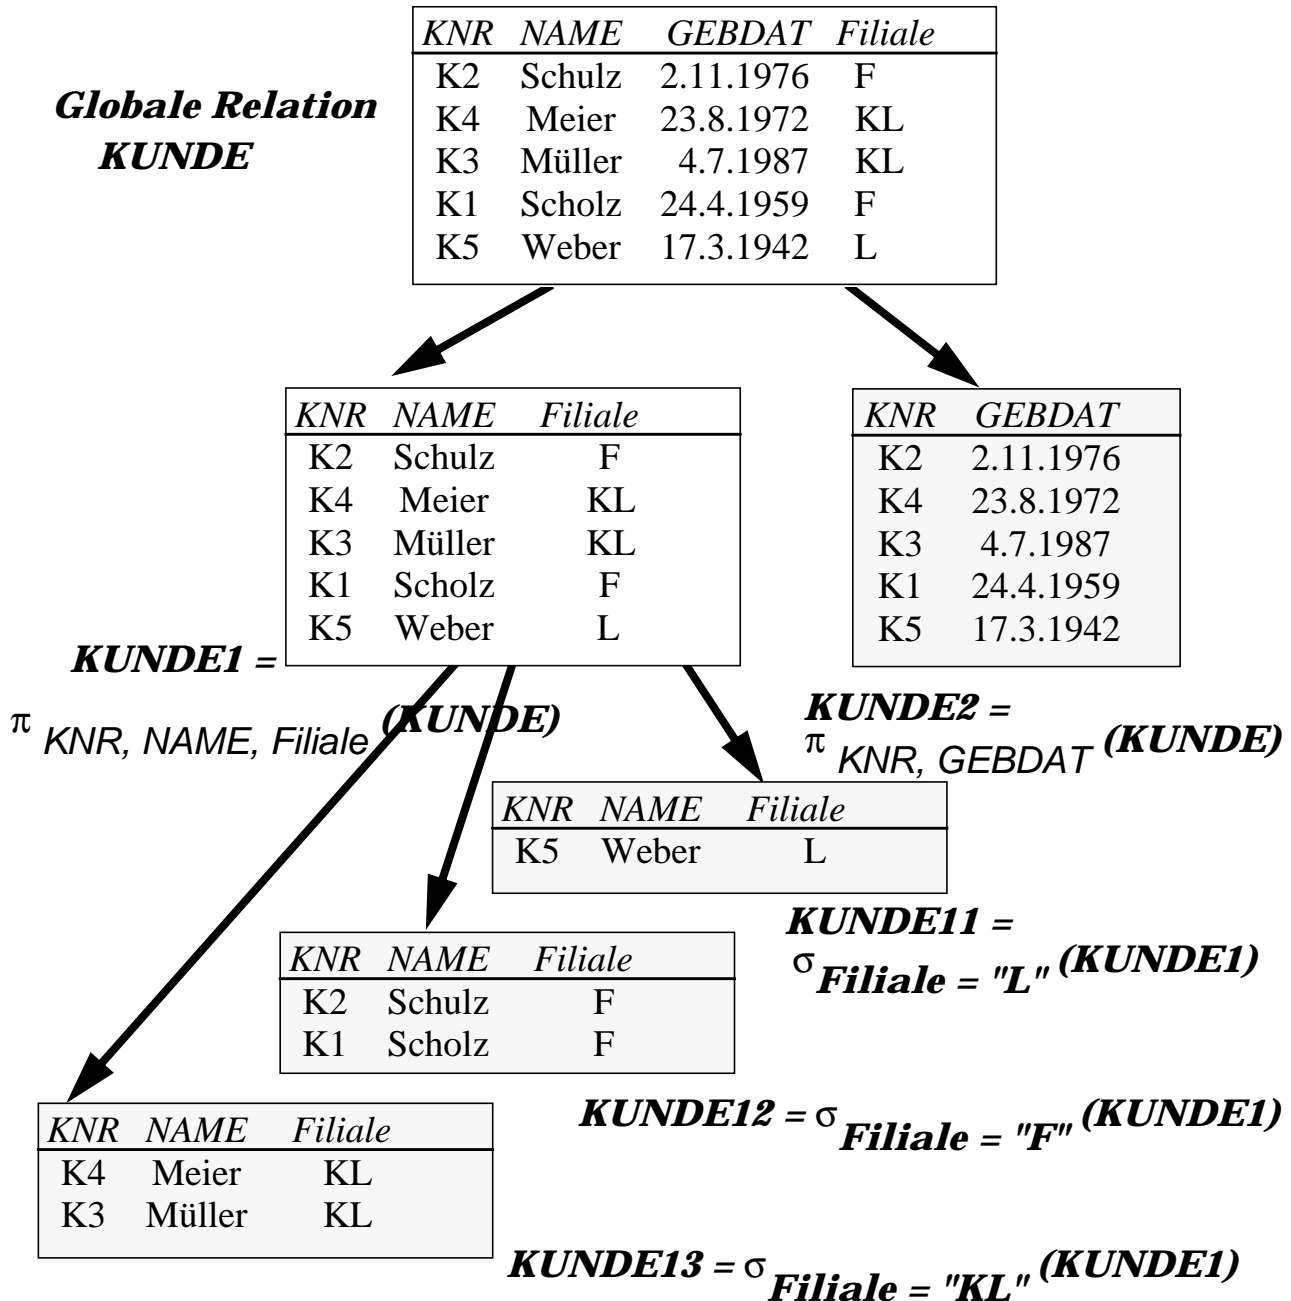 KNR NAME GEBDAT Filiale
K2 Schulz 2.11.1976 F
K4 Meier 23.8.1972 KL
K3 Müller 4.7.1987 KL
K1 Scholz 24.4.1959 F
K5 Weber 17.3.1942 L
Globale Relation
KUNDE
KNR NAME Filiale
K2 Schulz F
K4 Meier KL
K3 Müller KL
K1 Scholz F
K5 Weber L
KUNDE1 =
π KNR, NAME, Filiale (KUNDE)
KNR GEBDAT
K2 2.11.1976
K4 23.8.1972
K3 4.7.1987
K1 24.4.1959
K5 17.3.1942
KUNDE2 =
π KNR, GEBDAT (KUNDE)
KNR NAME Filiale
K5 Weber L
KUNDE11 =
σ Filiale = "L" (KUNDE1)
KNR NAME Filiale
K2 Schulz F
K1 Scholz F
KUNDE12 = σ Filiale = "F" (KUNDE1)
KNR NAME Filiale
K4 Meier KL
K3 Müller KL
KUNDE13 = σ Filiale = "KL" (KUNDE1)